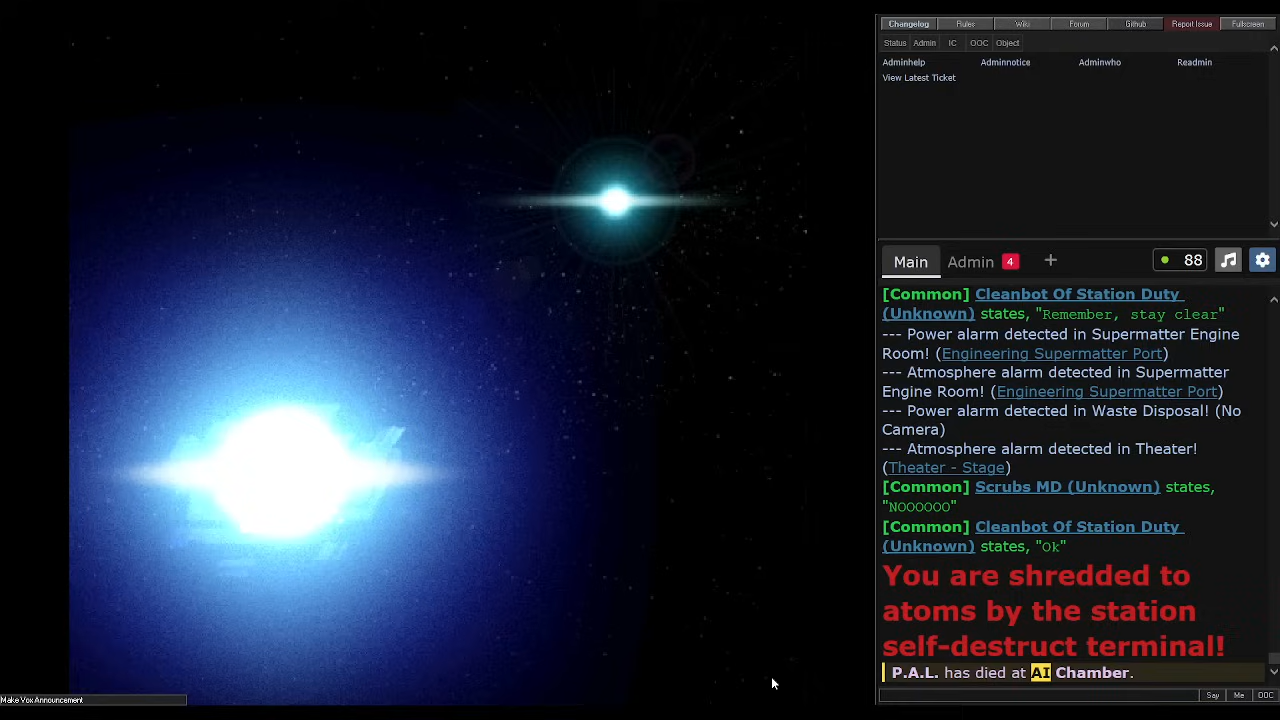 Changelog Rules Wiki Forum Github Report Issue Fullscreen
Status Admin IC OOC Object
Adminhelp Adminnotice Adminwho Readmin
View Latest Ticket
Main Admin 4 + 88
[Common] Cleanbot Of Station Duty
(Unknown) states, "Remember, stay clear"
--- Power alarm detected in Supermatter Engine
Room! (Engineering Supermatter Port)
--- Atmosphere alarm detected in Supermatter
Engine Room! (Engineering Supermatter Port)
--- Power alarm detected in Waste Disposal! (No
Camera)
--- Atmosphere alarm detected in Theater!
(Theater - Stage)
[Common] Scrubs MD (Unknown) states,
"NOOOOOO"
[Common] Cleanbot Of Station Duty
(Unknown) states, "Ok"
You are shredded to
atoms by the station
self-destruct terminal!
P.A.L. has died at AI Chamber.
Say Me OOC
Make Vox Announcement